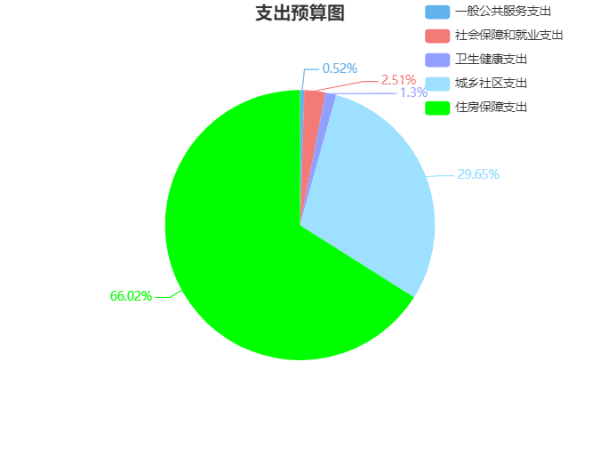 支出预算图
一般公共服务支出
社会保障和就业支出
卫生健康支出
城乡社区支出
住房保障支出
0.52%
2.51%
1.3%
29.65%
66.02%